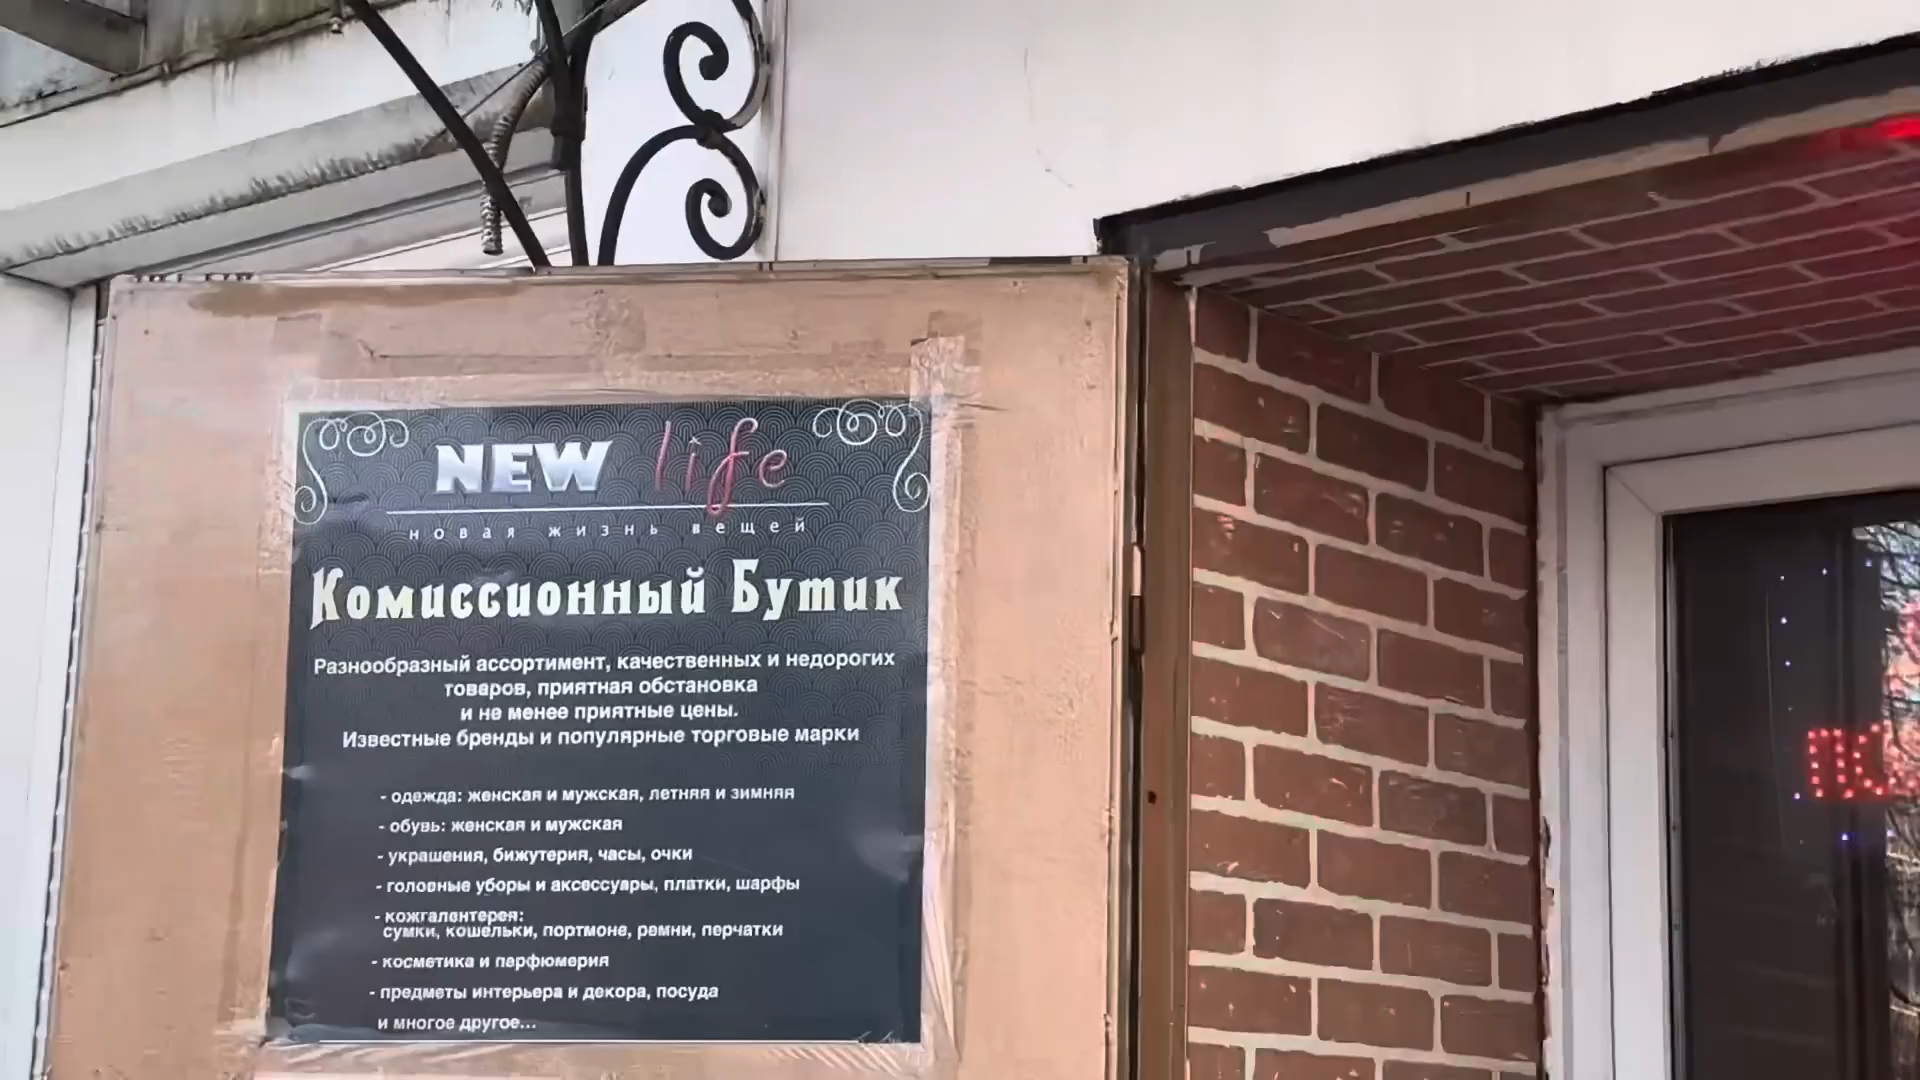 NEW life
новая жизнь вещей
Комиссионный Бутик
Разнообразный ассортимент, качественных и недорогих
товаров, приятная обстановка
и не менее приятные цены.
Известные бренды и популярные торговые марки
- одежда: женская и мужская, летняя и зимняя
- обувь: женская и мужская
- украшения, бижутерия, часы, очки
- головные уборы и аксессуары, платки, шарфы
- кожгалентерея:
сумки, кошельки, портмоне, ремни, перчатки
- косметика и парфюмерия
- предметы интерьера и декора, посуда
и многое другое...